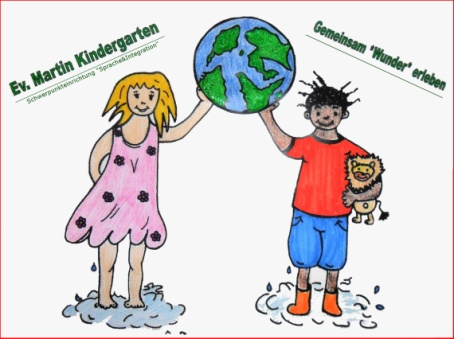 Ev. Martin Kindergarten
Schwerpunkteinrichtung "Sprache&Integration"
Gemeinsam "Wunder" erleben